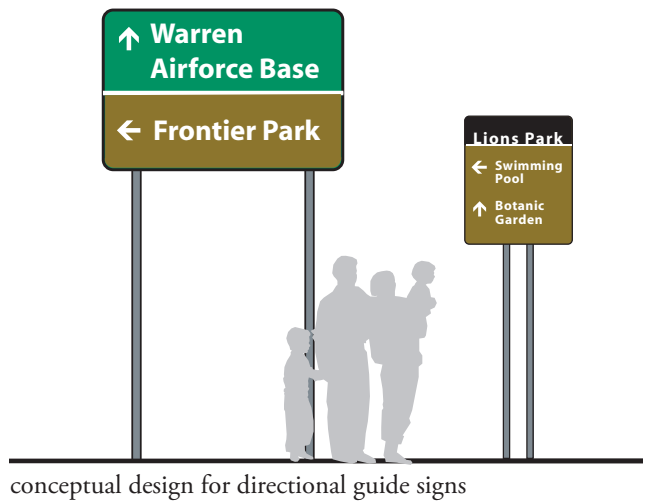 Warren
Airforce Base
Frontier Park
Lions Park
Swimming
Pool
Botanic
Garden
conceptual design for directional guide signs